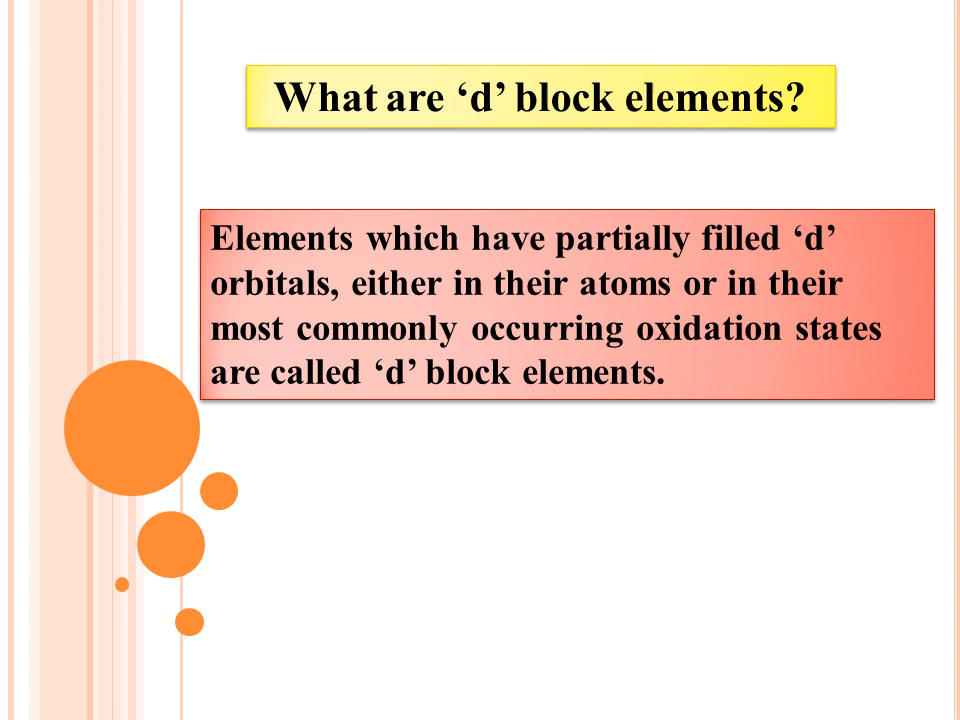 What are ‘d’ block elements?
Elements which have partially filled ‘d’
orbitals, either in their atoms or in their
most commonly occurring oxidation states
are called ‘d’ block elements.